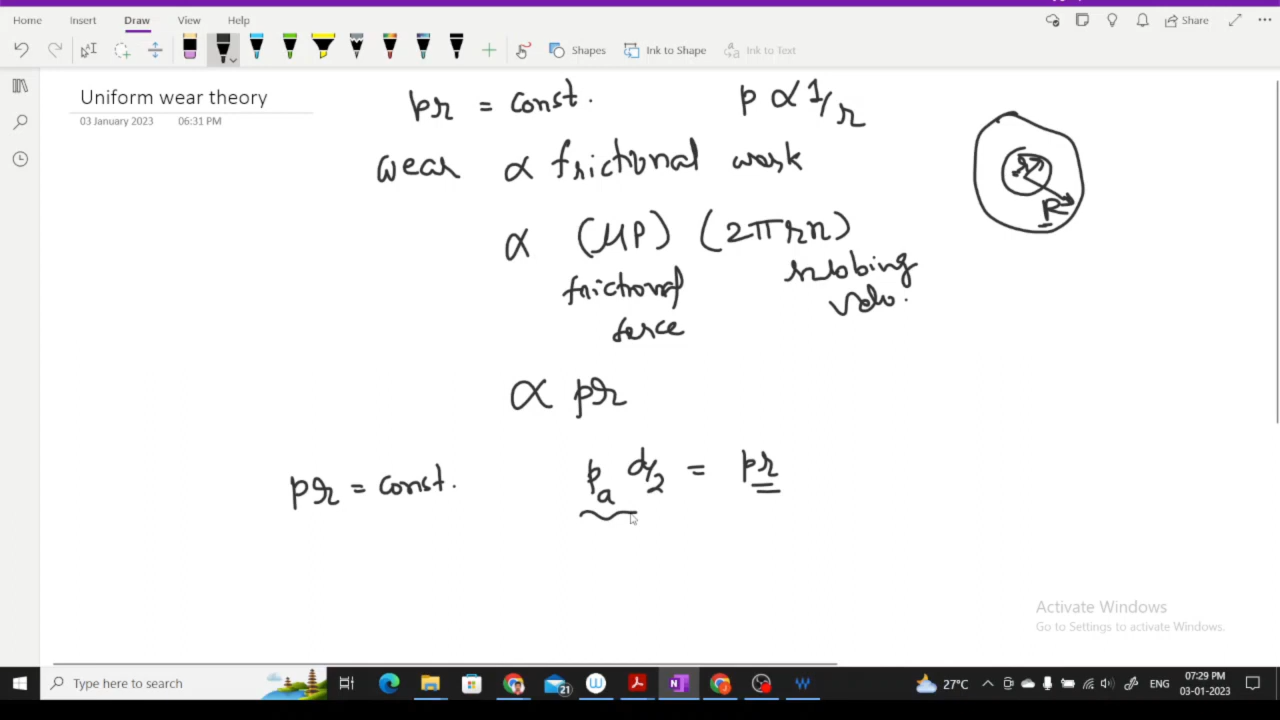 Home Insert Draw View Help
Share
Shapes Ink to Shape Ink to Text
Uniform wear theory
03 January 2023 06:31 PM
pr = const. p ∝ 1/r
wear ∝ frictional work
∝ (μP) (2πrn)
frictional rubbing
force velo.
R
∝ pr
pr = const. pₐ d/2 = pr
Activate Windows
Go to Settings to activate Windows.
Type here to search
21
27°C
ENG
07:29 PM
03-01-2023